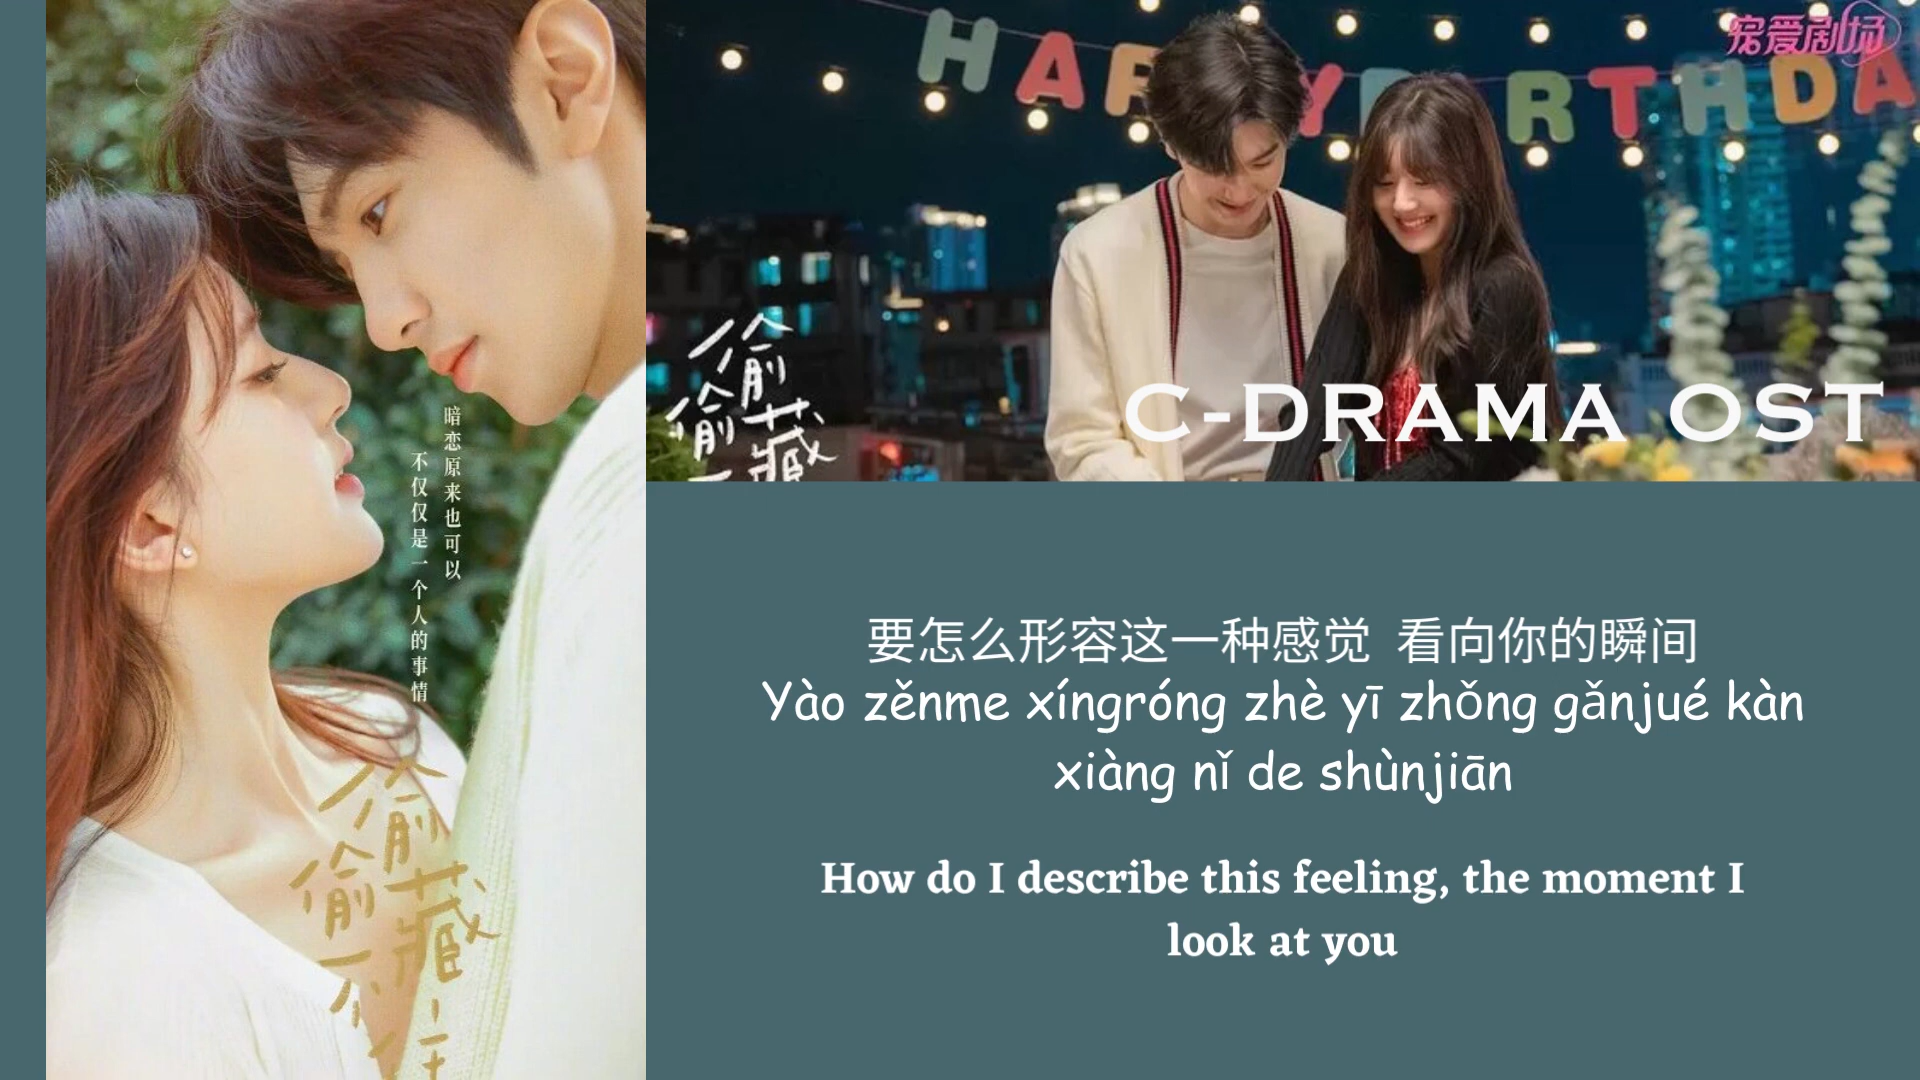 暗恋原来也可以
不仅仅是一个人的事情
偷偷藏不住
HAPPY BIRTHDA
宠爱剧场
偷偷藏不
C-DRAMA OST
要怎么形容这一种感觉 看向你的瞬间
Yào zěnme xíngróng zhè yī zhǒng gǎnjué kàn
xiàng nǐ de shùnjiān
How do I describe this feeling, the moment I
look at you